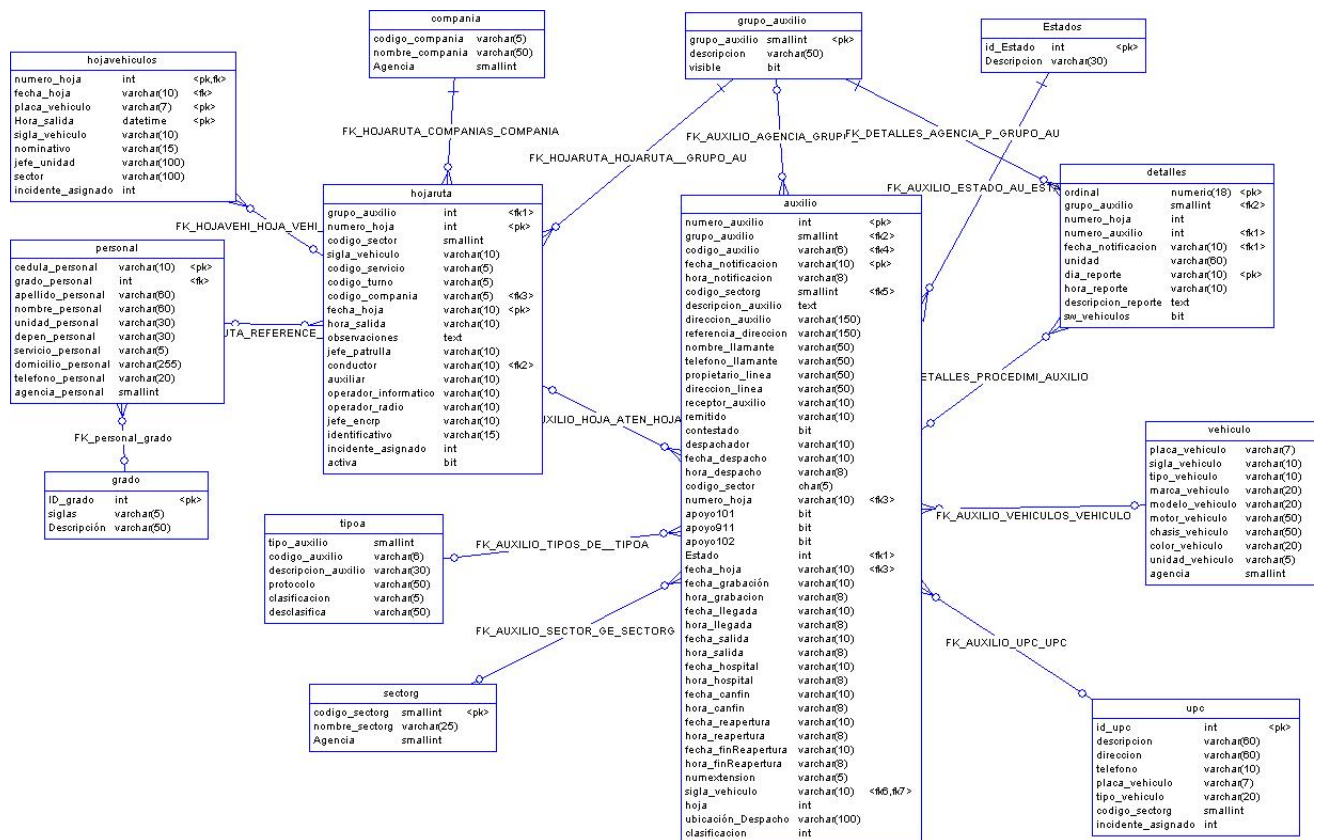 compania
codigo_compania varchar(5)
nombre_compania varchar(50)
Agencia smallint
grupo_auxilio
grupo_auxilio smallint <pk>
descripcion varchar(50)
visible bit
Estados
id_Estado int <pk>
Descripcion varchar(30)
hojavehiculos
numero_hoja int <pk,fk>
fecha_hoja varchar(10) <fk>
placa_vehiculo varchar(7) <pk>
Hora_salida datetime <pk>
sigla_vehiculo varchar(10)
nominativo varchar(15)
jefe_unidad varchar(100)
sector varchar(100)
incidente_asignado int
FK_HOJARUTA_COMPANIAS_COMPANIA
FK_AUXILIO_AGENCIA_GRUP
FK_DETALLES_AGENCIA_P_GRUPO_AU
FK_HOJARUTA_HOJARUTA__GRUPO_AU
FK_AUXILIO_ESTADO_AU_ESTA
FK_HOJAVEHI_HOJA_VEHI_
detalles
ordinal numeric(18) <pk>
grupo_auxilio smallint <fk2>
numero_hoja int
numero_auxilio int <fk1>
fecha_notificacion varchar(10) <fk1>
unidad varchar(60)
dia_reporte varchar(10) <pk>
hora_reporte varchar(10)
descripcion_reporte text
sw_vehiculos bit
hojaruta
grupo_auxilio int <fk1>
numero_hoja int <pk>
codigo_sector smallint
sigla_vehiculo varchar(10)
codigo_servicio varchar(5)
codigo_turno varchar(5)
codigo_compania varchar(5) <fk3>
fecha_hoja varchar(10) <pk>
hora_salida varchar(10)
observaciones text
jefe_patrulla varchar(10)
conductor varchar(10) <fk2>
auxiliar varchar(10)
operador_informatico varchar(10)
operador_radio varchar(10)
jefe_encrp varchar(10)
identificativo varchar(15)
incidente_asignado int
activa bit
personal
cedula_personal varchar(10) <pk>
grado_personal int <fk>
apellido_personal varchar(60)
nombre_personal varchar(60)
unidad_personal varchar(30)
depen_personal varchar(30)
servicio_personal varchar(5)
domicilio_personal varchar(255)
telefono_personal varchar(20)
agencia_personal smallint
UTA_REFERENCE_
FK_personal_grado
grado
ID_grado int <pk>
siglas varchar(5)
Descripción varchar(50)
auxilio
numero_auxilio int <pk>
grupo_auxilio smallint <fk2>
codigo_auxilio varchar(6) <fk4>
fecha_notificacion varchar(10) <pk>
hora_notificacion varchar(8)
codigo_sectorg smallint <fk5>
descripcion_auxilio text
direccion_auxilio varchar(150)
referencia_direccion varchar(150)
nombre_llamante varchar(50)
telefono_llamante varchar(50)
propietario_linea varchar(50)
direccion_linea varchar(50)
receptor_auxilio varchar(10)
remitido varchar(10)
contestado bit
despachador varchar(10)
fecha_despacho varchar(10)
hora_despacho varchar(8)
codigo_sector char(5)
numero_hoja varchar(10) <fk3>
apoyo101 bit
apoyo911 bit
apoyo102 bit
Estado int <fk1>
fecha_hoja varchar(10) <fk3>
fecha_grabación varchar(10)
hora_grabacion varchar(8)
fecha_llegada varchar(10)
hora_llegada varchar(8)
fecha_salida varchar(10)
hora_salida varchar(8)
fecha_hospital varchar(10)
hora_hospital varchar(8)
fecha_canfin varchar(10)
hora_canfin varchar(8)
fecha_reapertura varchar(10)
hora_reapertura varchar(8)
fecha_finReapertura varchar(10)
hora_finReapertura varchar(8)
numextension varchar(5)
sigla_vehiculo varchar(10) <fk6,fk7>
hoja int
ubicación_Despacho varchar(100)
clasificacion int
ETALLES_PROCEDIMI_AUXILIO
UXILIO_HOJA_ATEN_HOJA
vehiculo
placa_vehiculo varchar(7)
sigla_vehiculo varchar(10)
tipo_vehiculo varchar(10)
marca_vehiculo varchar(20)
modelo_vehiculo varchar(20)
motor_vehiculo varchar(50)
chasis_vehiculo varchar(50)
color_vehiculo varchar(20)
unidad_vehiculo varchar(5)
agencia smallint
FK_AUXILIO_VEHICULOS_VEHICULO
tipoa
tipo_auxilio smallint
codigo_auxilio varchar(6)
descripcion_auxilio varchar(30)
protocolo varchar(50)
clasificacion varchar(5)
desclasifica varchar(50)
FK_AUXILIO_TIPOS_DE__TIPOA
FK_AUXILIO_SECTOR_GE_SECTORG
FK_AUXILIO_UPC_UPC
sectorg
codigo_sectorg smallint <pk>
nombre_sectorg varchar(25)
Agencia smallint
upc
id_upc int <pk>
descripcion varchar(60)
direccion varchar(60)
telefono varchar(10)
placa_vehiculo varchar(7)
tipo_vehiculo varchar(20)
codigo_sectorg smallint
incidente_asignado int